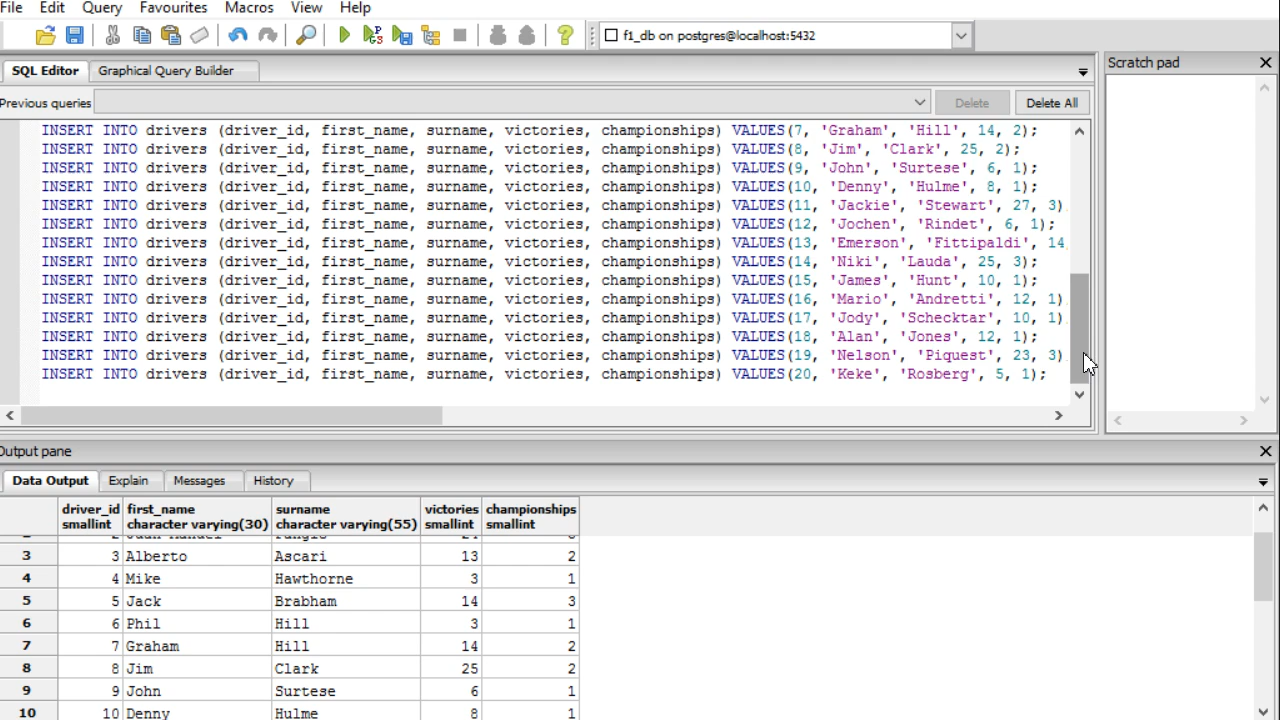 File Edit Query Favourites Macros View Help
f1_db on postgres@localhost:5432
SQL Editor Graphical Query Builder
Scratch pad
Previous queries Delete Delete All
INSERT INTO drivers (driver_id, first_name, surname, victories, championships) VALUES(7, 'Graham', 'Hill', 14, 2);
INSERT INTO drivers (driver_id, first_name, surname, victories, championships) VALUES(8, 'Jim', 'Clark', 25, 2);
INSERT INTO drivers (driver_id, first_name, surname, victories, championships) VALUES(9, 'John', 'Surtese', 6, 1);
INSERT INTO drivers (driver_id, first_name, surname, victories, championships) VALUES(10, 'Denny', 'Hulme', 8, 1);
INSERT INTO drivers (driver_id, first_name, surname, victories, championships) VALUES(11, 'Jackie', 'Stewart', 27, 3)
INSERT INTO drivers (driver_id, first_name, surname, victories, championships) VALUES(12, 'Jochen', 'Rindet', 6, 1);
INSERT INTO drivers (driver_id, first_name, surname, victories, championships) VALUES(13, 'Emerson', 'Fittipaldi', 14
INSERT INTO drivers (driver_id, first_name, surname, victories, championships) VALUES(14, 'Niki', 'Lauda', 25, 3);
INSERT INTO drivers (driver_id, first_name, surname, victories, championships) VALUES(15, 'James', 'Hunt', 10, 1);
INSERT INTO drivers (driver_id, first_name, surname, victories, championships) VALUES(16, 'Mario', 'Andretti', 12, 1)
INSERT INTO drivers (driver_id, first_name, surname, victories, championships) VALUES(17, 'Jody', 'Schecktar', 10, 1)
INSERT INTO drivers (driver_id, first_name, surname, victories, championships) VALUES(18, 'Alan', 'Jones', 12, 1);
INSERT INTO drivers (driver_id, first_name, surname, victories, championships) VALUES(19, 'Nelson', 'Piquest', 23, 3)
INSERT INTO drivers (driver_id, first_name, surname, victories, championships) VALUES(20, 'Keke', 'Rosberg', 5, 1);
Output pane
Data Output Explain Messages History
driver_id first_name surname victories championships
smallint character varying(30) character varying(55) smallint smallint
3 3 Alberto Ascari 13 2
4 4 Mike Hawthorne 3 1
5 5 Jack Brabham 14 3
6 6 Phil Hill 3 1
7 7 Graham Hill 14 2
8 8 Jim Clark 25 2
9 9 John Surtese 6 1
10 10 Denny Hulme 8 1